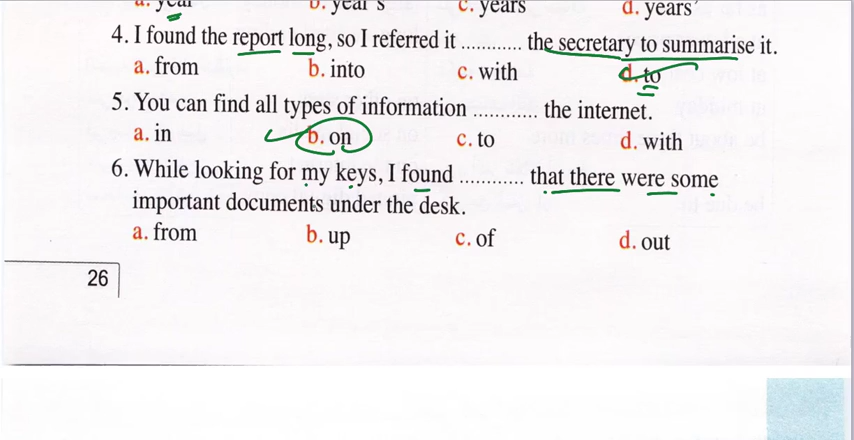 a. year b. year's c. years d. years'
4. I found the report long, so I referred it ............ the secretary to summarise it.
a. from b. into c. with d. to
5. You can find all types of information ............ the internet.
a. in b. on c. to d. with
6. While looking for my keys, I found ............ that there were some
important documents under the desk.
a. from b. up c. of d. out
26